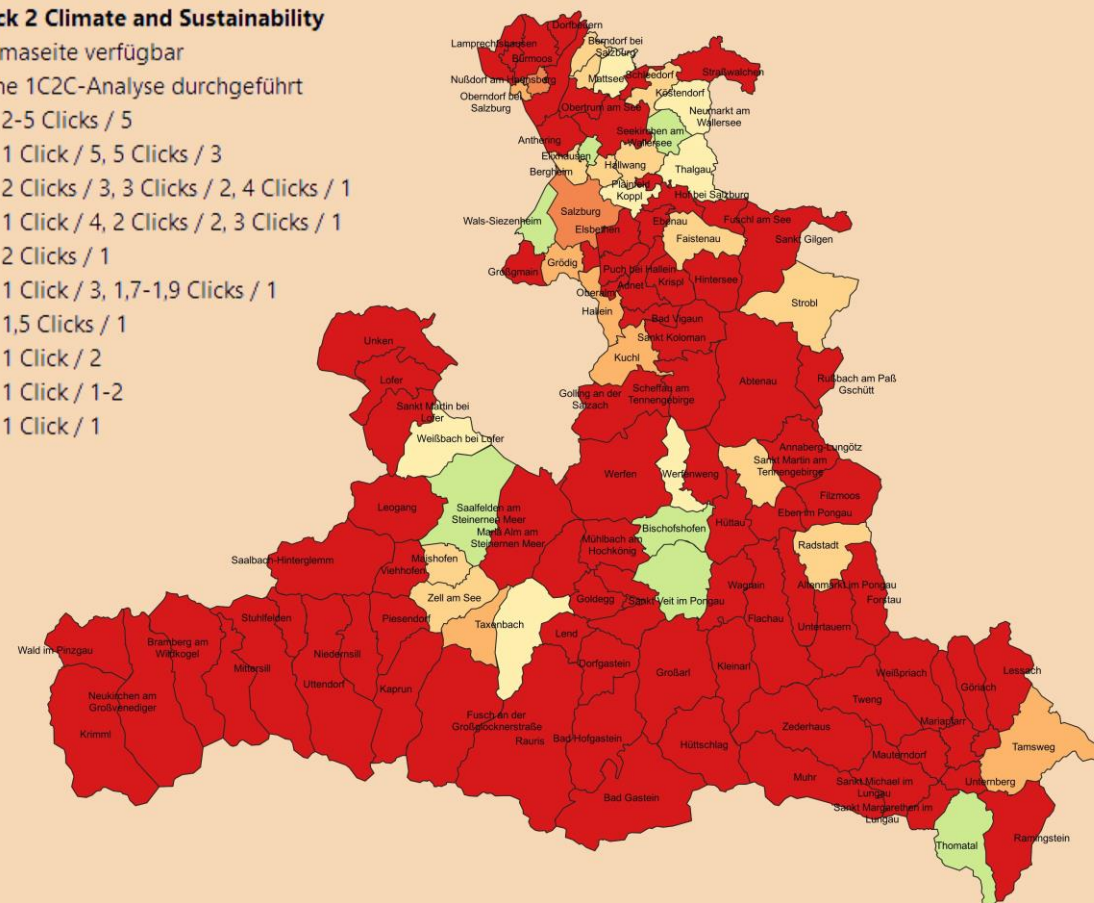 ck 2 Climate and Sustainability
maseite verfügbar
ne 1C2C-Analyse durchgeführt
2-5 Clicks / 5
1 Click / 5, 5 Clicks / 3
2 Clicks / 3, 3 Clicks / 2, 4 Clicks / 1
1 Click / 4, 2 Clicks / 2, 3 Clicks / 1
2 Clicks / 1
1 Click / 3, 1,7-1,9 Clicks / 1
1,5 Clicks / 1
1 Click / 2
1 Click / 1-2
1 Click / 1
Dorfbeuern
Lamprechtshausen
Bürmoos
Berndorf bei
Salzburg
Nußdorf am Haunsberg
Mattsee
Schleedorf
Straßwalchen
Oberndorf bei
Salzburg
Köstendorf
Obertrum am See
Neumarkt am
Wallersee
Seekirchen am
Wallersee
Anthering
Elixhausen
Bergheim
Hallwang
Thalgau
Plainfeld
Koppl
Hof bei Salzburg
Wals-Siezenheim
Salzburg
Elsbethen
Ebenau
Fuschl am See
Faistenau
Sankt Gilgen
Großgmain
Grödig
Puch bei Hallein
Oberalm
Adnet
Krispl
Hintersee
Strobl
Hallein
Bad Vigaun
Sankt Koloman
Kuchl
Unken
Lofer
Golling an der
Salzach
Scheffau am
Tennengebirge
Abtenau
Rußbach am Paß
Gschütt
Sankt Martin bei
Lofer
Weißbach bei Lofer
Annaberg-Lungötz
Sankt Martin am
Tennengebirge
Werfen
Werfenweng
Filzmoos
Leogang
Saalfelden am
Steinernen Meer
Maria Alm am
Steinernen Meer
Eben im Pongau
Hüttau
Bischofshofen
Mühlbach am
Hochkönig
Radstadt
Saalbach-Hinterglemm
Maishofen
Viehhofen
Altenmarkt im Pongau
Forstau
Zell am See
Goldegg
Sankt Veit im Pongau
Wagrain
Stuhlfelden
Piesendorf
Taxenbach
Flachau
Untertauern
Lend
Wald im Pinzgau
Bramberg am
Wildkogel
Mittersill
Niedernsill
Dorfgastein
Großarl
Kleinarl
Weißpriach
Lessach
Göriach
Neukirchen am
Großvenediger
Uttendorf
Kaprun
Tweng
Krimml
Fusch an der
Großglocknerstraße
Rauris
Bad Hofgastein
Hüttschlag
Zederhaus
Mariapfarr
Tamsweg
Mauterndorf
Muhr
Sankt Michael im
Lungau
Unternberg
Bad Gastein
Sankt Margarethen im
Lungau
Thomatal
Ramingstein